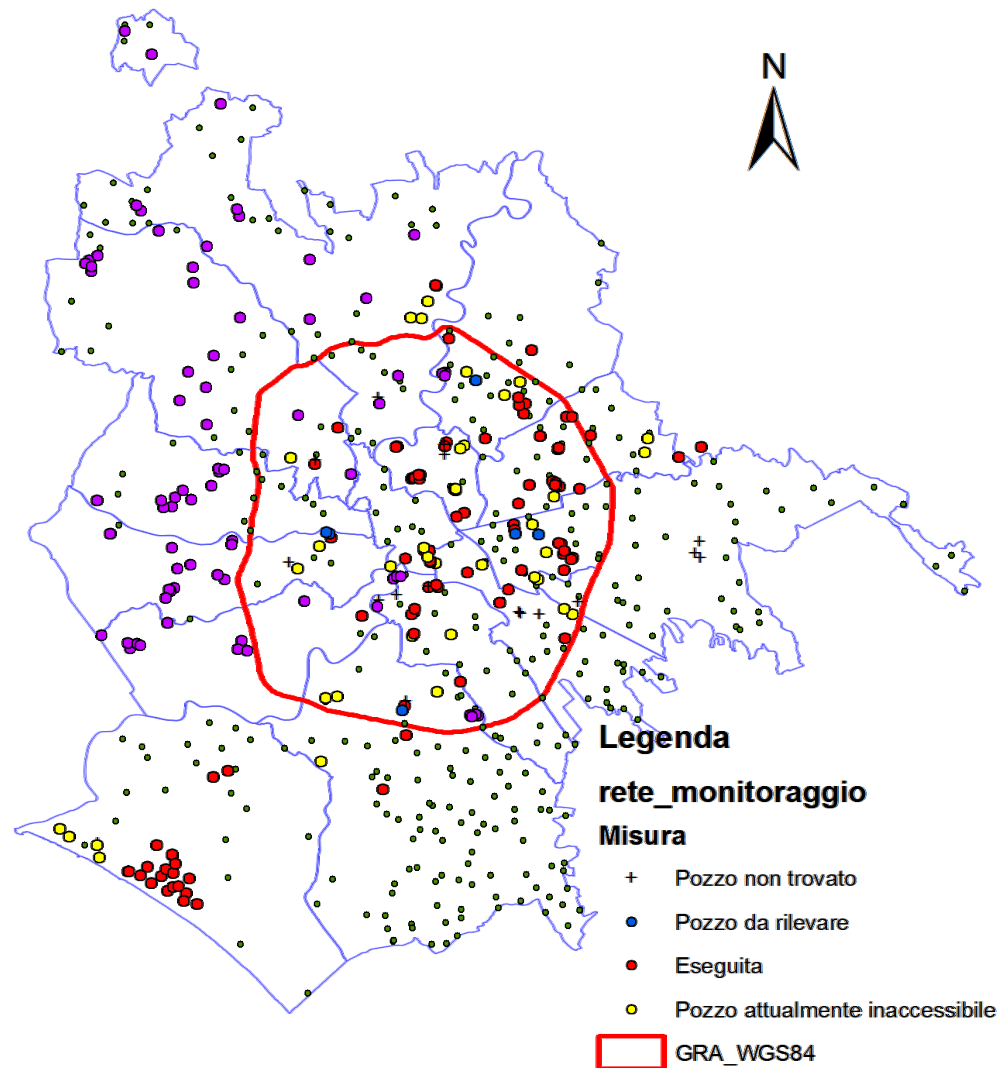 N
Legenda
rete_monitoraggio
Misura
Pozzo non trovato
Pozzo da rilevare
Eseguita
Pozzo attualmente inaccessibile
GRA_WGS84